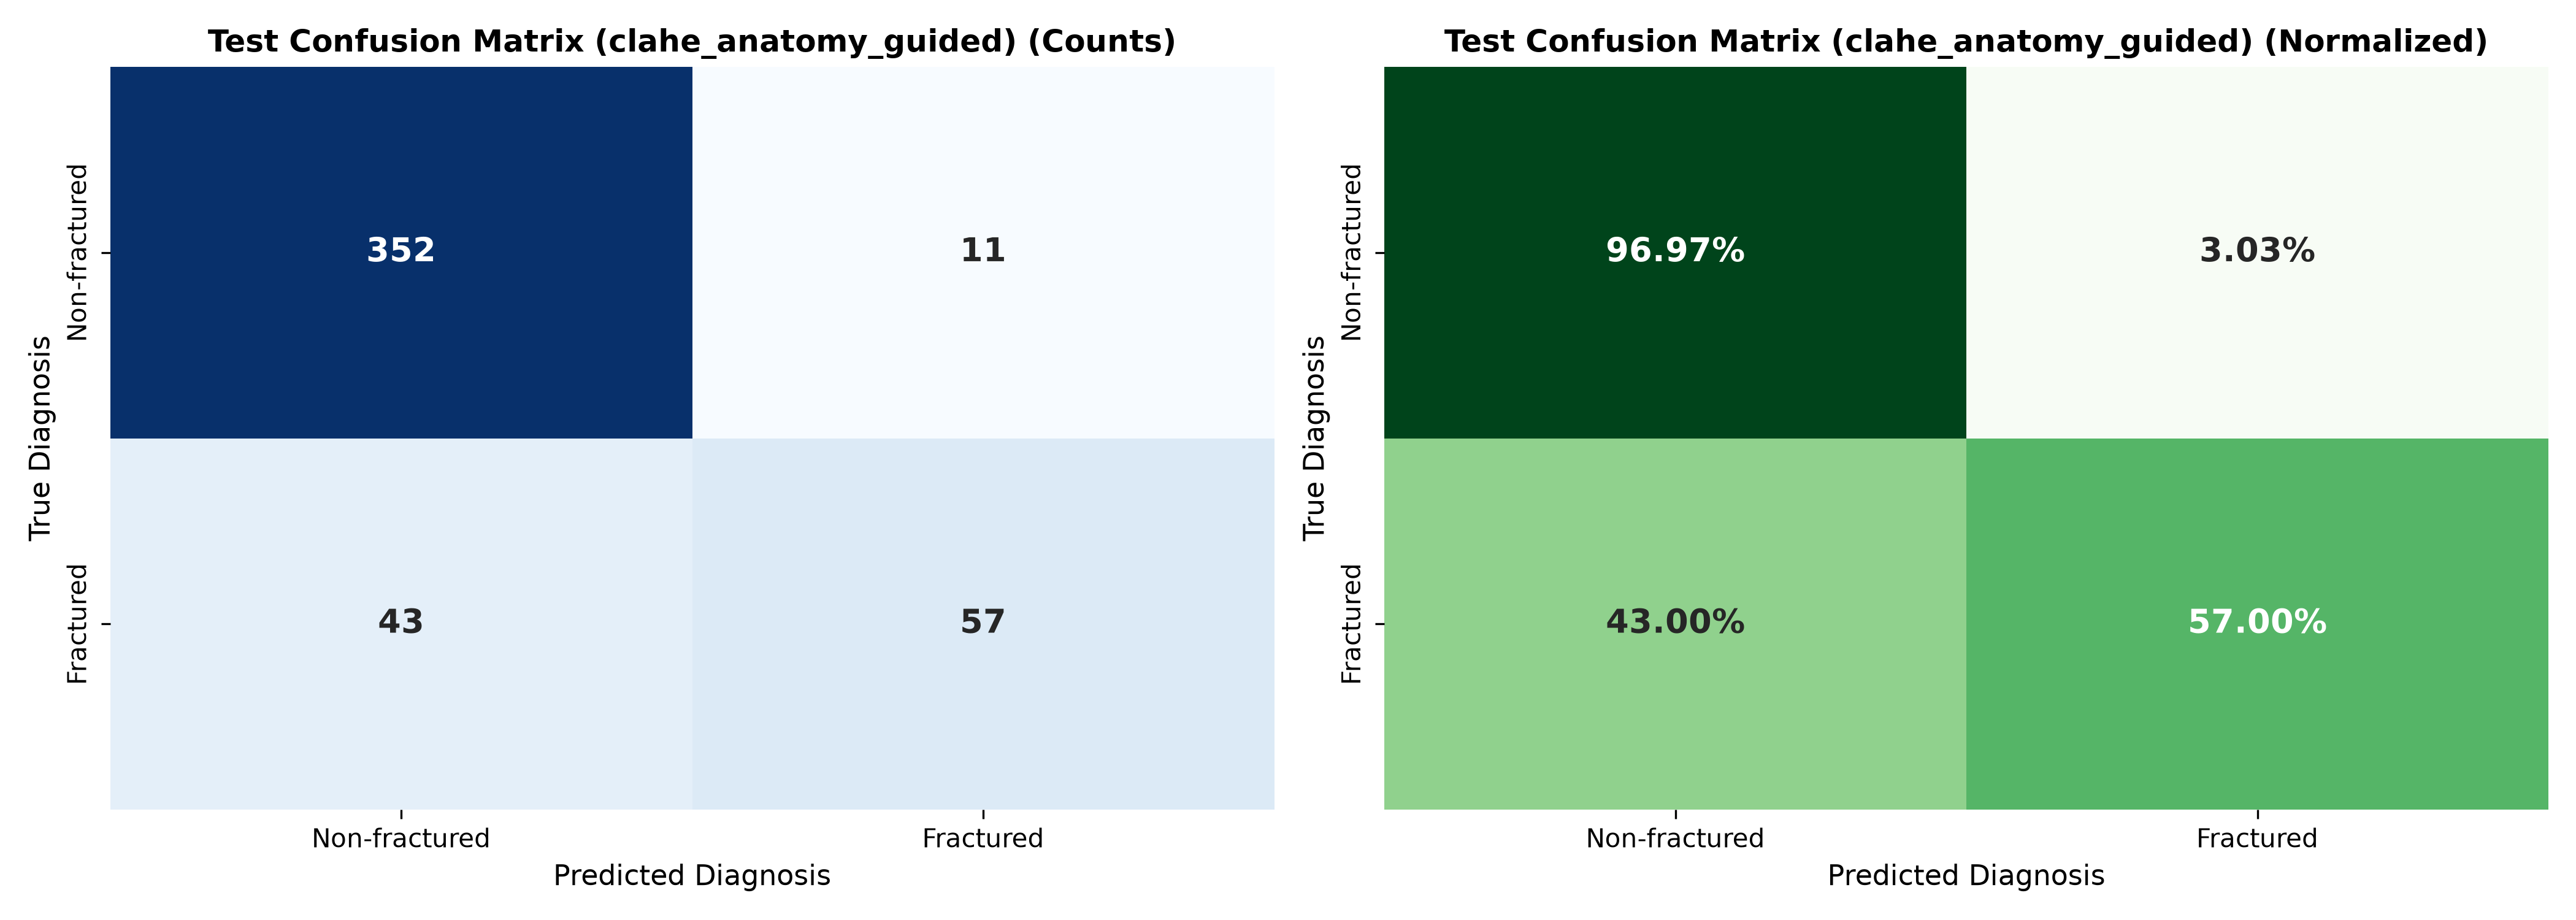 Test Confusion Matrix (clahe_anatomy_guided) (Counts)
True Diagnosis
Non-fractured
352
11
Fractured
43
57
Non-fractured
Fractured
Predicted Diagnosis
Test Confusion Matrix (clahe_anatomy_guided) (Normalized)
True Diagnosis
Non-fractured
96.97%
3.03%
Fractured
43.00%
57.00%
Non-fractured
Fractured
Predicted Diagnosis